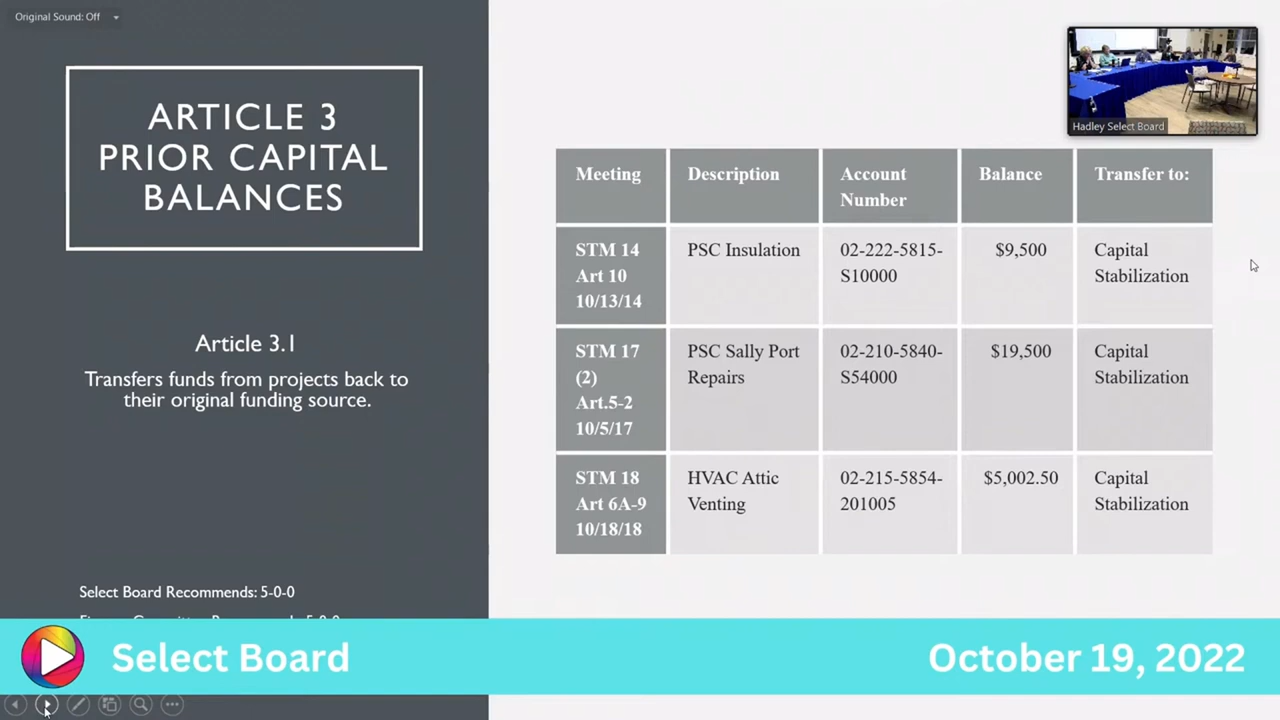 Original Sound: Off
ARTICLE 3
PRIOR CAPITAL
BALANCES
Article 3.1
Transfers funds from projects back to
their original funding source.
Select Board Recommends: 5-0-0
Hadley Select Board
Meeting Description Account Number Balance Transfer to:
STM 14 Art 10 10/13/14 PSC Insulation 02-222-5815-S10000 $9,500 Capital Stabilization
STM 17 (2) Art.5-2 10/5/17 PSC Sally Port Repairs 02-210-5840-S54000 $19,500 Capital Stabilization
STM 18 Art 6A-9 10/18/18 HVAC Attic Venting 02-215-5854-201005 $5,002.50 Capital Stabilization
Select Board
October 19, 2022